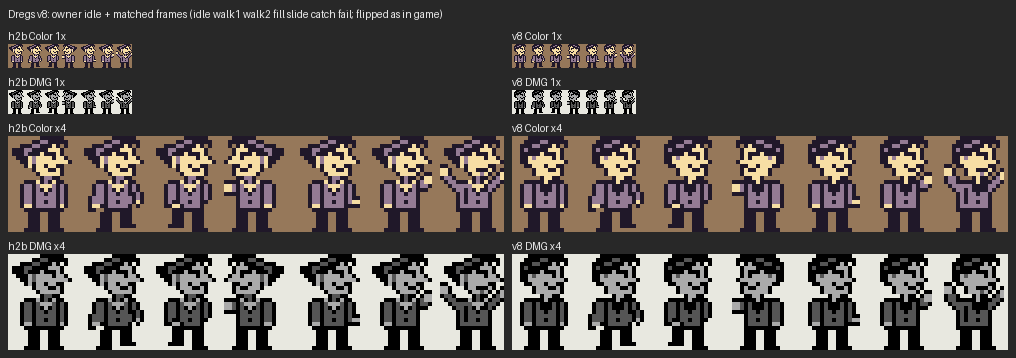 Dregs v8: owner idle + matched frames (idle walk1 walk2 fill slide catch fail; flipped as in game)
h2b Color 1x
v8 Color 1x
h2b DMG 1x
v8 DMG 1x
h2b Color x4
v8 Color x4
h2b DMG x4
v8 DMG x4